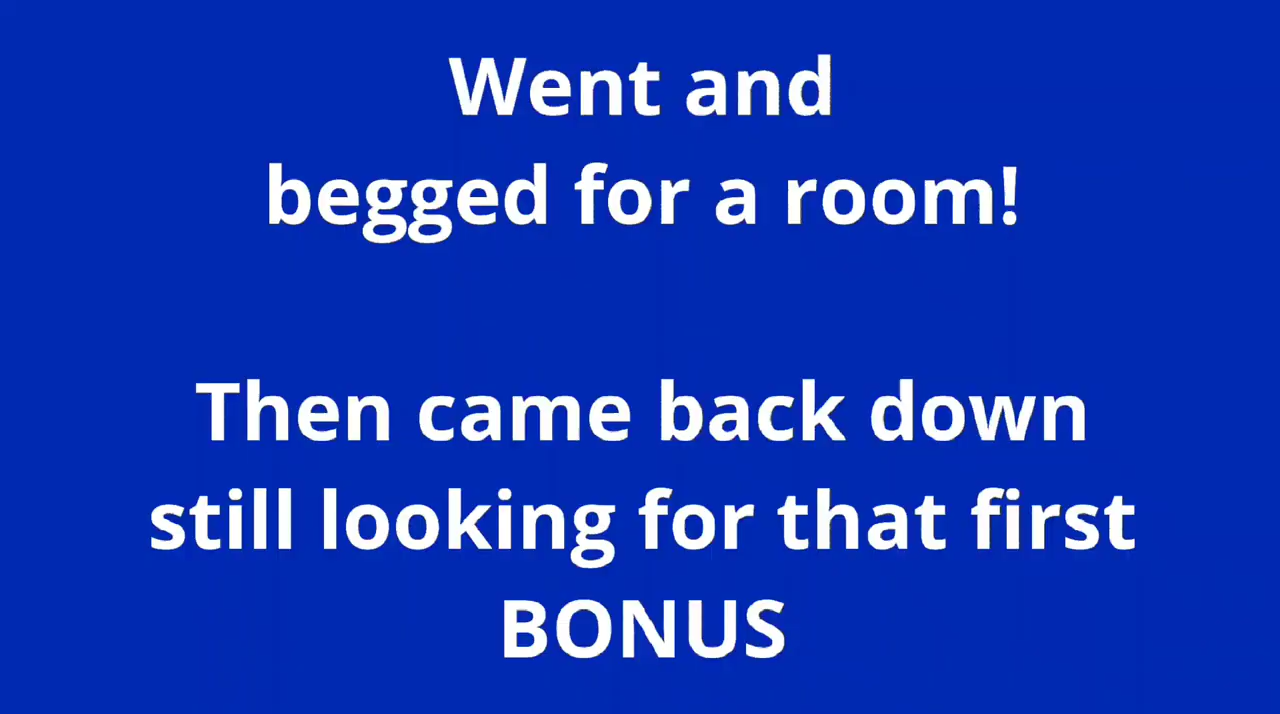 Went and
begged for a room!
Then came back down
still looking for that first
BONUS